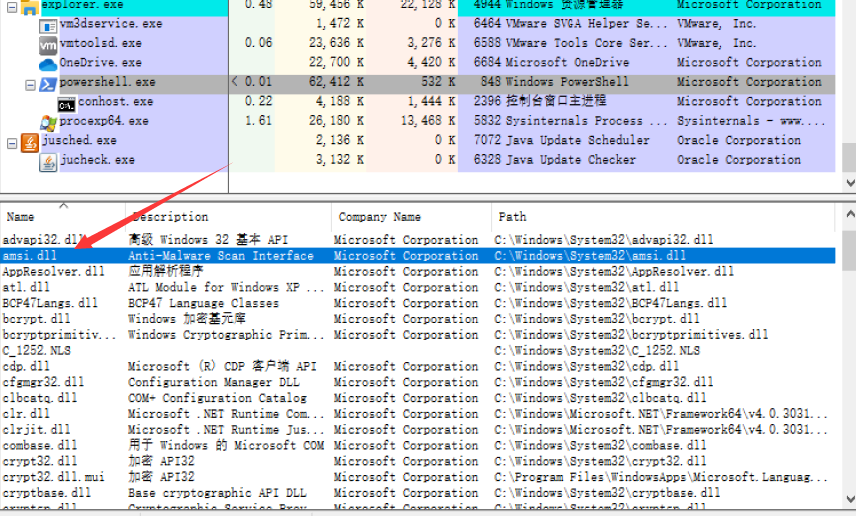 explorer.exe 0.48 59,456 K 22,128 K 4944 Windows 资源管理器 Microsoft Corporation
vm3dservice.exe 1,472 K 0 K 6464 VMware SVGA Helper Se... VMware, Inc.
vmtoolsd.exe 0.06 23,636 K 3,276 K 6588 VMware Tools Core Ser... VMware, Inc.
OneDrive.exe 22,700 K 4,420 K 6684 Microsoft OneDrive Microsoft Corporation
powershell.exe < 0.01 62,412 K 532 K 848 Windows PowerShell Microsoft Corporation
conhost.exe 0.22 4,188 K 1,444 K 2396 控制台窗口主进程 Microsoft Corporation
procexp64.exe 1.61 26,180 K 13,468 K 5832 Sysinternals Process ... Sysinternals - www....
jusched.exe 2,136 K 0 K 7072 Java Update Scheduler Oracle Corporation
jucheck.exe 3,132 K 0 K 6328 Java Update Checker Oracle Corporation
Name Description Company Name Path
advapi32.dll 高级 Windows 32 基本 API Microsoft Corporation C:\Windows\System32\advapi32.dll
amsi.dll Anti-Malware Scan Interface Microsoft Corporation C:\Windows\System32\amsi.dll
AppResolver.dll 应用解析程序 Microsoft Corporation C:\Windows\System32\AppResolver.dll
atl.dll ATL Module for Windows XP ... Microsoft Corporation C:\Windows\System32\atl.dll
BCP47Langs.dll BCP47 Language Classes Microsoft Corporation C:\Windows\System32\BCP47Langs.dll
bcrypt.dll Windows 加密基元库 Microsoft Corporation C:\Windows\System32\bcrypt.dll
bcryptprimitiv... Windows Cryptographic Prim... Microsoft Corporation C:\Windows\System32\bcryptprimitives.dll
C_1252.NLS C:\Windows\System32\C_1252.NLS
cdp.dll Microsoft (R) CDP 客户端 API Microsoft Corporation C:\Windows\System32\cdp.dll
cfgmgr32.dll Configuration Manager DLL Microsoft Corporation C:\Windows\System32\cfgmgr32.dll
clbcatq.dll COM+ Configuration Catalog Microsoft Corporation C:\Windows\System32\clbcatq.dll
clr.dll Microsoft .NET Runtime Com... Microsoft Corporation C:\Windows\Microsoft.NET\Framework64\v4.0.3031...
clrjit.dll Microsoft .NET Runtime Jus... Microsoft Corporation C:\Windows\Microsoft.NET\Framework64\v4.0.3031...
combase.dll 用于 Windows 的 Microsoft COM Microsoft Corporation C:\Windows\System32\combase.dll
crypt32.dll 加密 API32 Microsoft Corporation C:\Windows\System32\crypt32.dll
crypt32.dll.mui 加密 API32 Microsoft Corporation C:\Program Files\WindowsApps\Microsoft.Languag...
cryptbase.dll Base cryptographic API DLL Microsoft Corporation C:\Windows\System32\cryptbase.dll
cryptsp.dll Cryptographic Service Prov... Microsoft Corporation C:\Windows\System32\cryptsp.dll